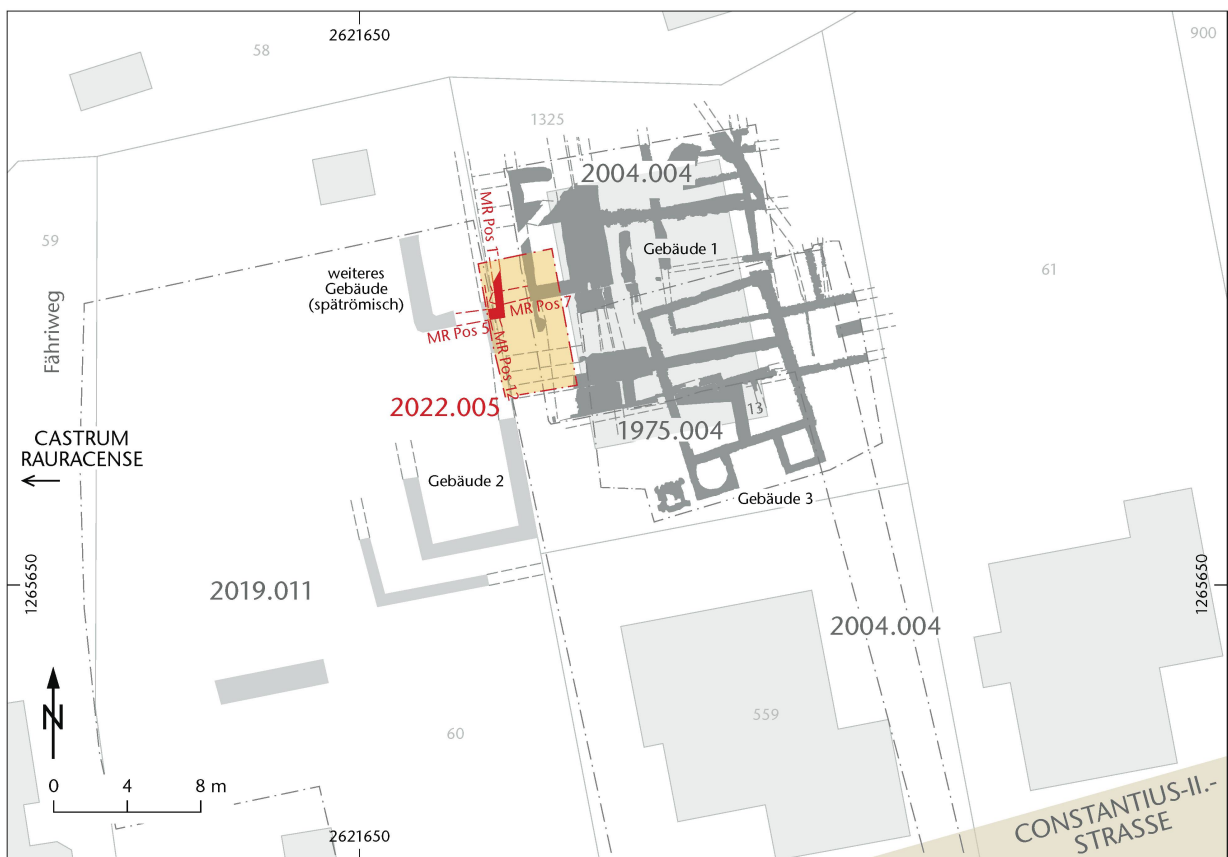 2621650
58
900
1325
2004.004
59
MR Pos 1
Gebäude 1
weiteres
Gebäude
(spätrömisch)
61
MR Pos 7
MR Pos 5
Fähriweg
MR Pos 12
2022.005
13
1975.004
CASTRUM
RAURACENSE
Gebäude 2
Gebäude 3
1265650
2019.011
1265650
2004.004
N
559
60
0 4 8 m
CONSTANTIUS-II.-
STRASSE
2621650